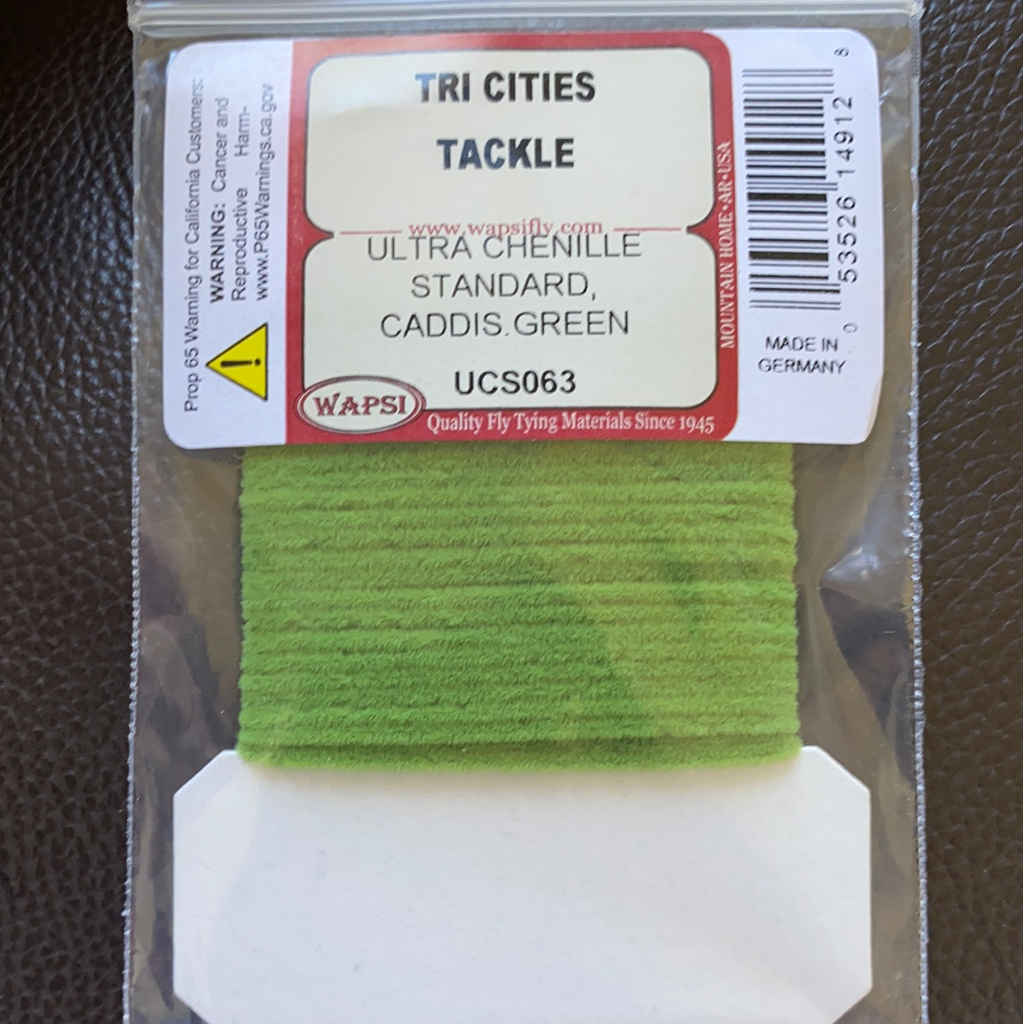 Prop 65 Warning for California Customers:
WARNING: Cancer and
Reproductive Harm-
www.P65Warnings.ca.gov
TRI CITIES
TACKLE
www.wapsifly.com
ULTRA CHENILLE
STANDARD,
CADDIS.GREEN
UCS063
WAPSI
Quality Fly Tying Materials Since 1945
MOUNTAIN HOME•AR•USA
0 53526 14912 8
MADE IN
GERMANY